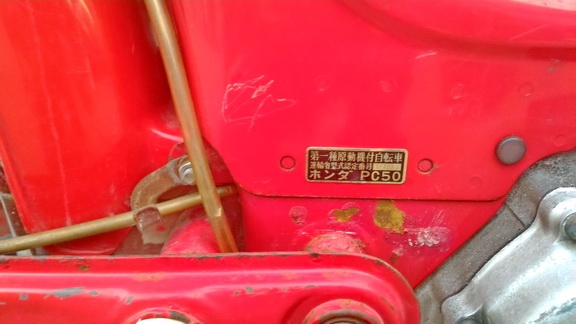 第一種原動機付自転車
運輸省型式認定番号
ホンダ PC50